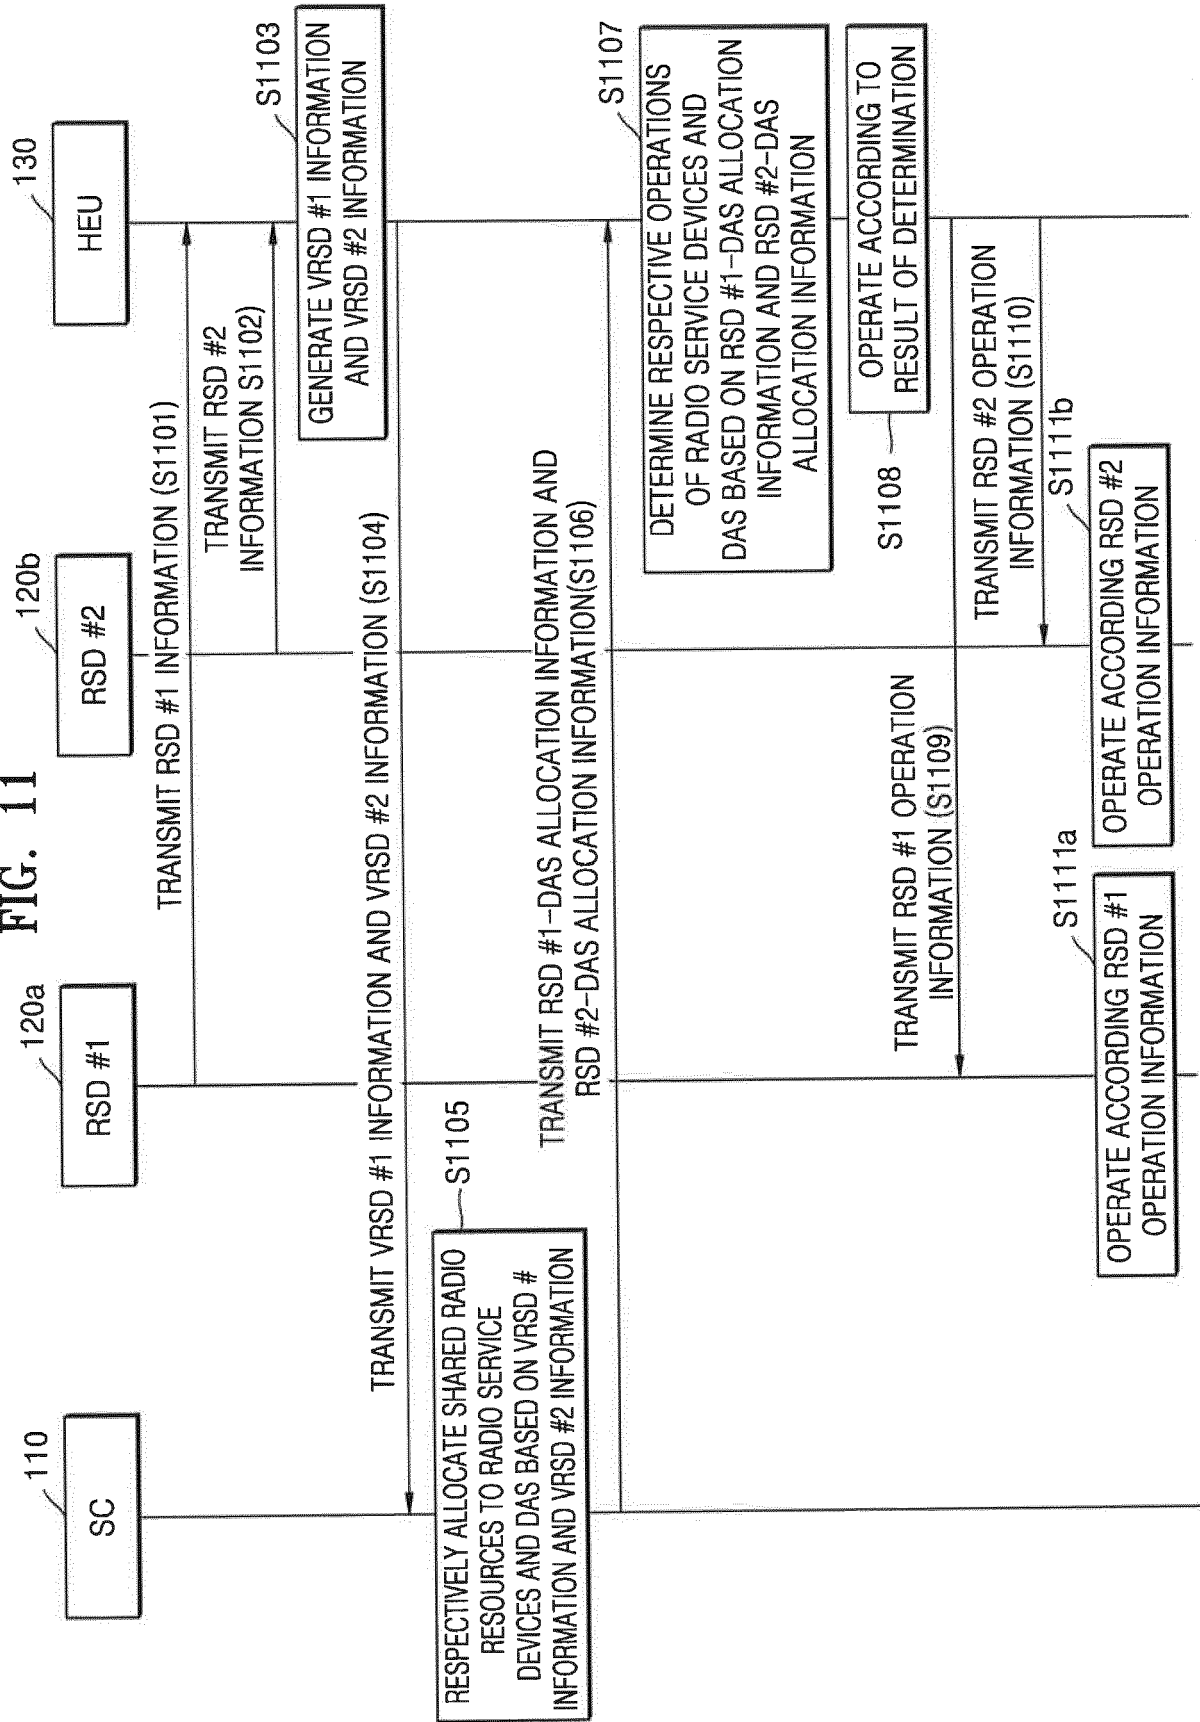 FIG. 11
110
SC
120a
RSD #1
120b
RSD #2
130
HEU
TRANSMIT RSD #1 INFORMATION (S1101)
TRANSMIT RSD #2
INFORMATION S1102)
S1103
GENERATE VRSD #1 INFORMATION
AND VRSD #2 INFORMATION
TRANSMIT VRSD #1 INFORMATION AND VRSD #2 INFORMATION (S1104)
S1105
RESPECTIVELY ALLOCATE SHARED RADIO
RESOURCES TO RADIO SERVICE
DEVICES AND DAS BASED ON VRSD #
INFORMATION AND VRSD #2 INFORMATION
TRANSMIT RSD #1-DAS ALLOCATION INFORMATION AND
RSD #2-DAS ALLOCATION INFORMATION(S1106)
S1107
DETERMINE RESPECTIVE OPERATIONS
OF RADIO SERVICE DEVICES AND
DAS BASED ON RSD #1-DAS ALLOCATION
INFORMATION AND RSD #2-DAS
ALLOCATION INFORMATION
S1108
OPERATE ACCORDING TO
RESULT OF DETERMINATION
TRANSMIT RSD #1 OPERATION
INFORMATION (S1109)
TRANSMIT RSD #2 OPERATION
INFORMATION (S1110)
S1111a
OPERATE ACCORDING RSD #1
OPERATION INFORMATION
S1111b
OPERATE ACCORDING RSD #2
OPERATION INFORMATION